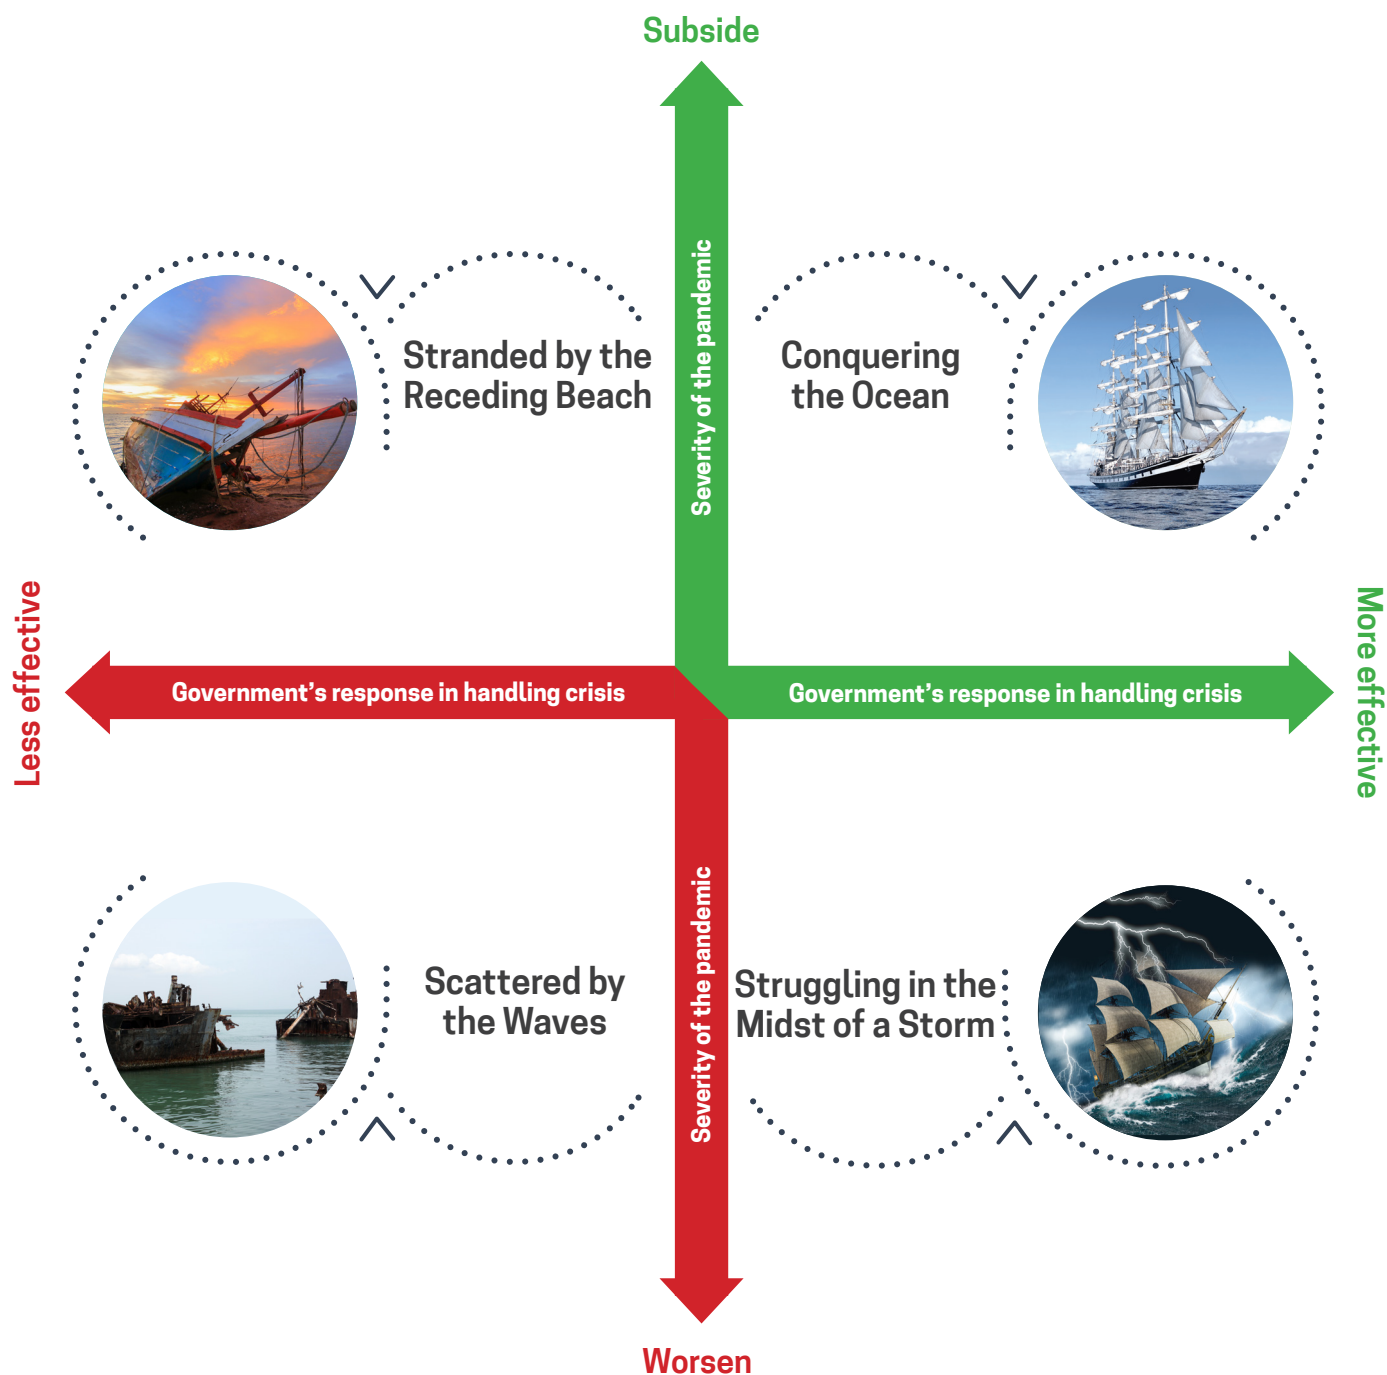 Subside
Severity of the pandemic
Stranded by the
Receding Beach
Conquering
the Ocean
Less effective
Government's response in handling crisis
Government's response in handling crisis
More effective
Severity of the pandemic
Scattered by
the Waves
Struggling in the
Midst of a Storm
Worsen